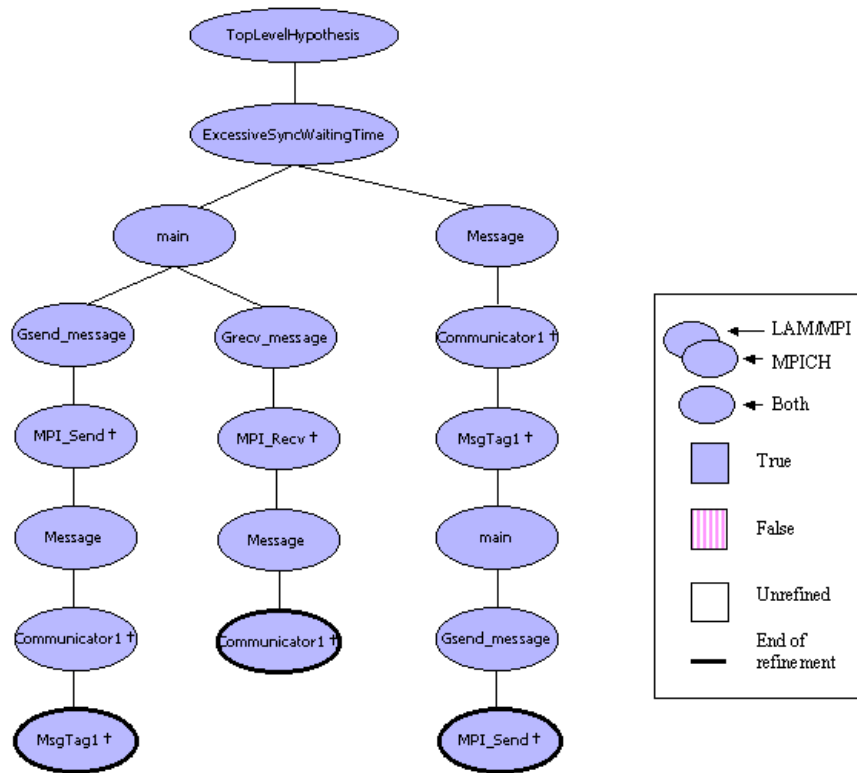 TopLevelHypothesis
ExcessiveSyncWaitingTime
main
Message
Gsend_message
Grecv_message
Communicator1 †
MPI_Send †
MPI_Recv †
MsgTag1 †
Message
Message
main
Communicator1 †
Communicator1 †
Gsend_message
MsgTag1 †
MPI_Send †
LAM/MPI
MPICH
Both
True
False
Unrefined
End of
refinement